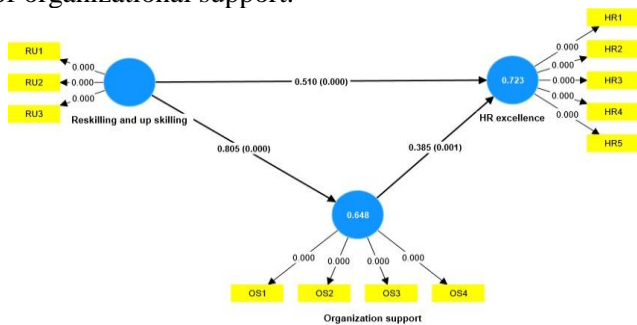 of organizational support.
HR1
RU1
0.000
0.000
HR2
0.000
RU2
0.000
0.510 (0.000)
0.723
0.000
HR3
0.000
0.000
RU3
0.000
HR4
Reskilling and up skilling
HR excellence
HR5
0.805 (0.000)
0.385 (0.001)
0.648
0.000
0.000
0.000
0.000
OS1
OS2
OS3
OS4
Organization support